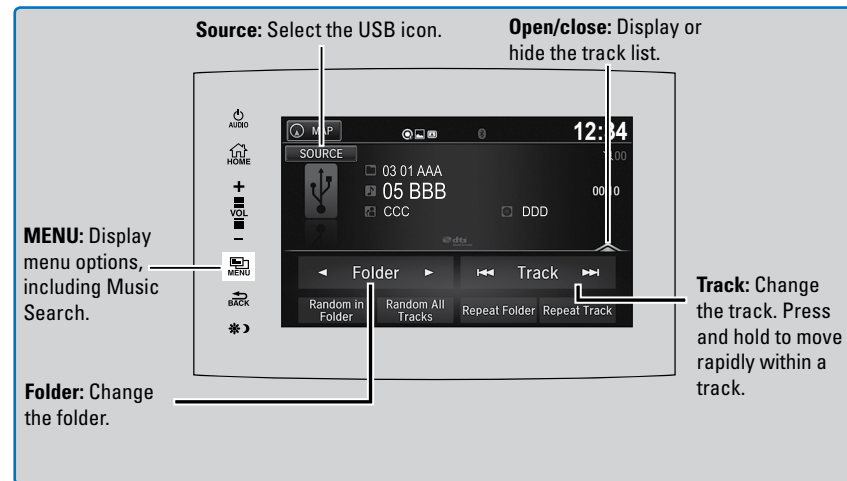 Source: Select the USB icon.
Open/close: Display or
hide the track list.
AUDIO
HOME
+
VOL
–
MENU
BACK
MAP
12:34
SOURCE
03 01 AAA
05 BBB
CCC
DDD
dts
Folder
Track
Random in
Folder
Random All
Tracks
Repeat Folder
Repeat Track
MENU: Display
menu options,
including Music
Search.
Folder: Change
the folder.
Track: Change
the track. Press
and hold to move
rapidly within a
track.